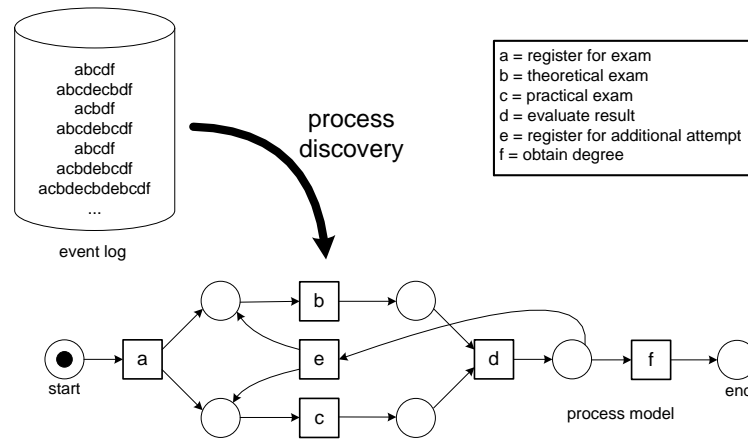 abcdf
abcdecbdf
acbdf
abcdebcdf
abcdf
acbdebcdf
acbdecbdebcdf
...
event log
process
discovery
a = register for exam
b = theoretical exam
c = practical exam
d = evaluate result
e = register for additional attempt
f = obtain degree
b
a
e
d
f
start
end
c
process model